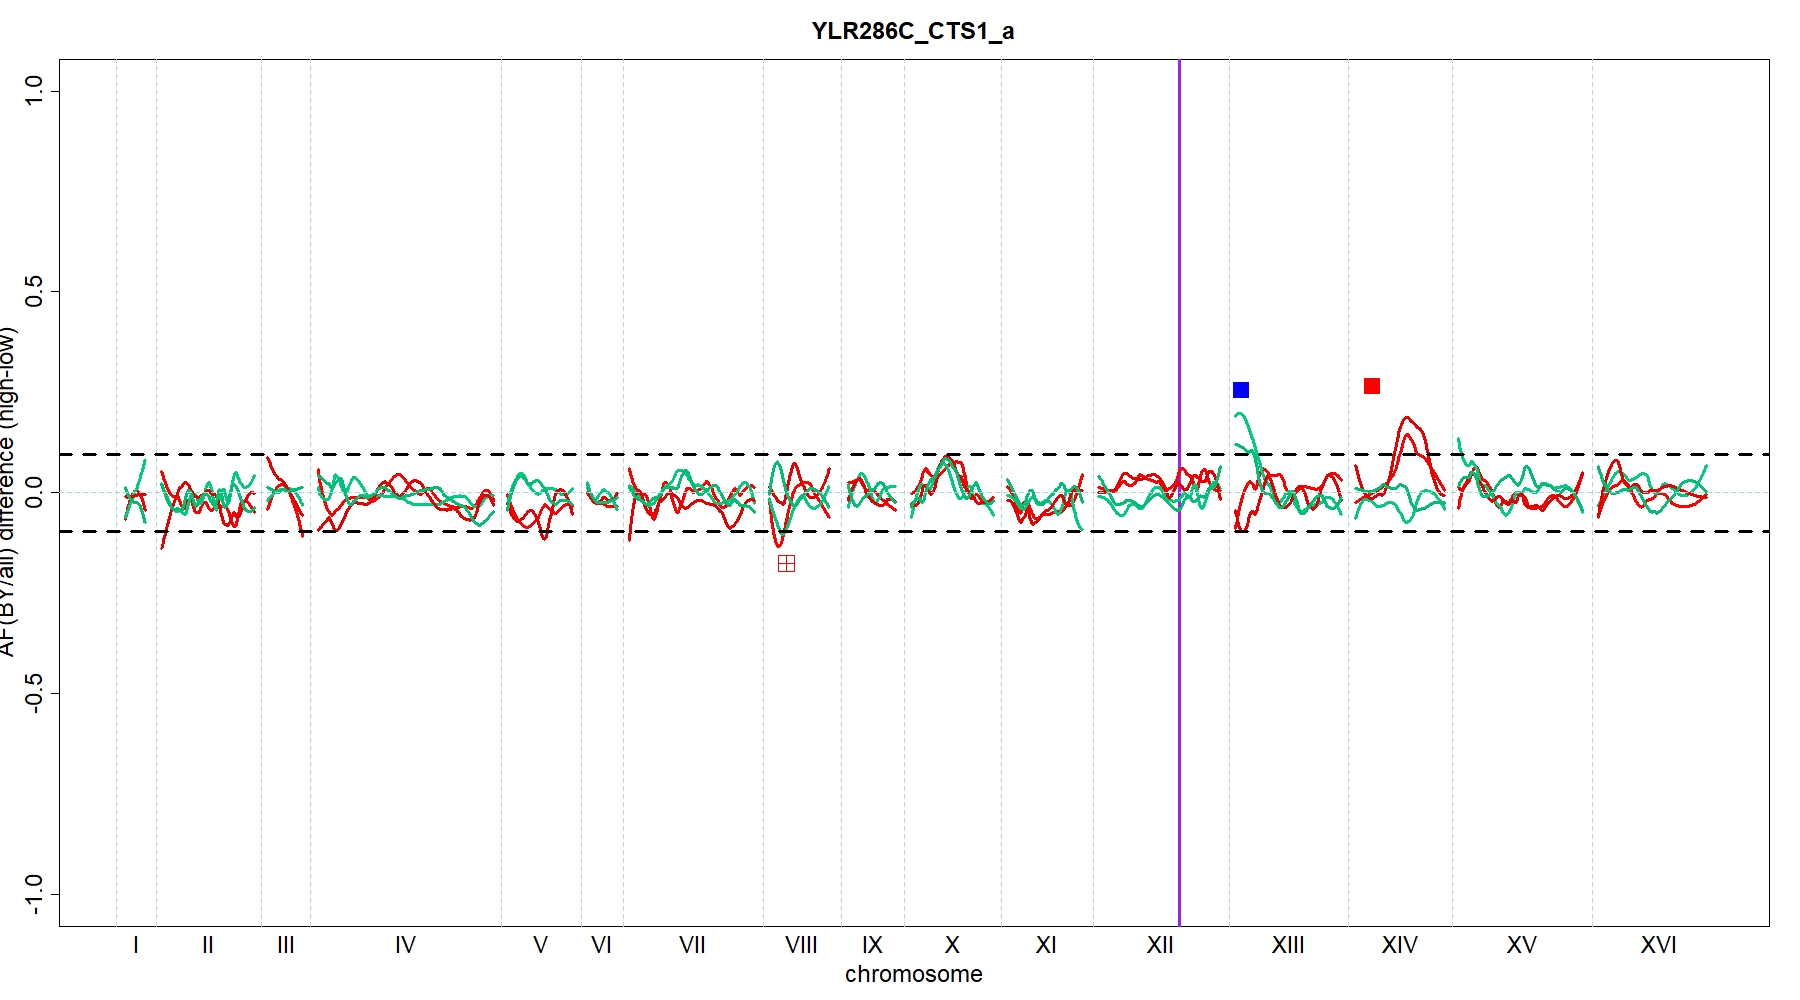 YLR286C_CTS1_a
AF(BY/all) difference (high-low)
1.0
0.5
0.0
-0.5
-1.0
I II III IV V VI VII VIII IX X XI XII XIII XIV XV XVI
chromosome